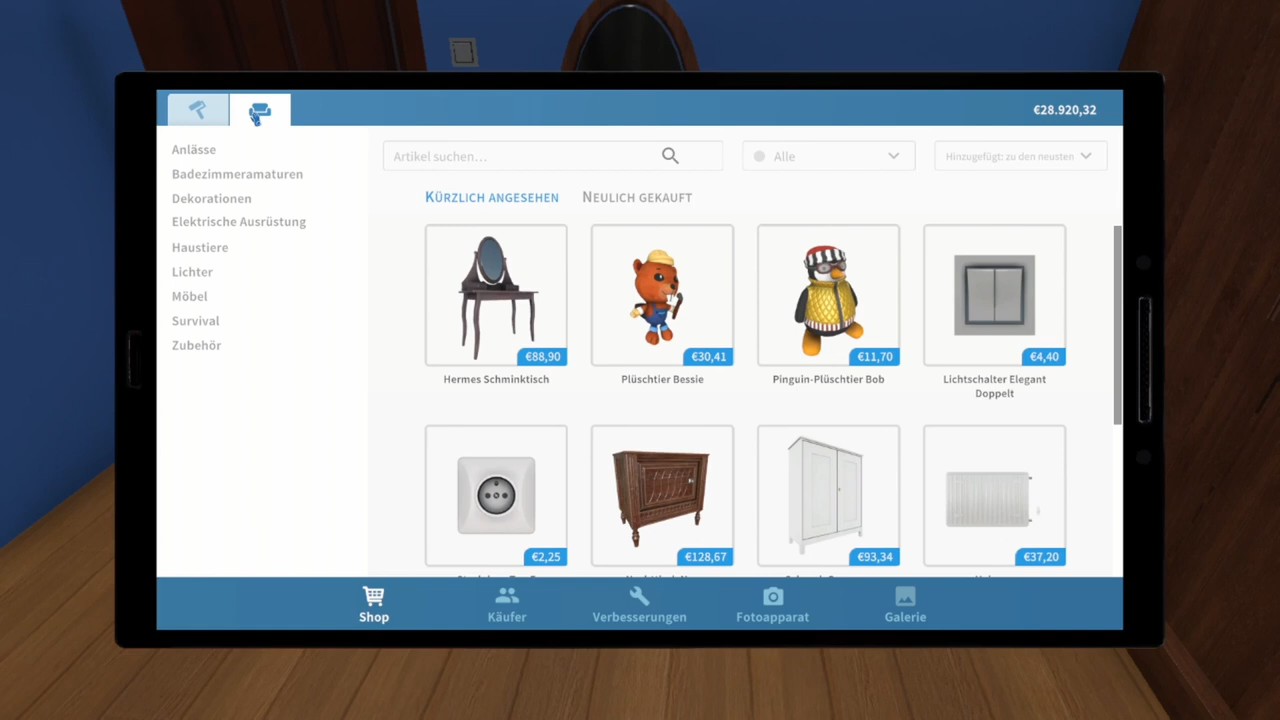 €28.920,32
Anlässe
Badezimmeramaturen
Dekorationen
Elektrische Ausrüstung
Haustiere
Lichter
Möbel
Survival
Zubehör
Artikel suchen...
Alle
Hinzugefügt: zu den neusten
KÜRZLICH ANGESEHEN
NEULICH GEKAUFT
€88,90
€30,41
€11,70
€4,40
Hermes Schminktisch
Plüschtier Bessie
Pinguin-Plüschtier Bob
Lichtschalter Elegant
Doppelt
€2,25
€128,67
€93,34
€37,20
Shop
Käufer
Verbesserungen
Fotoapparat
Galerie